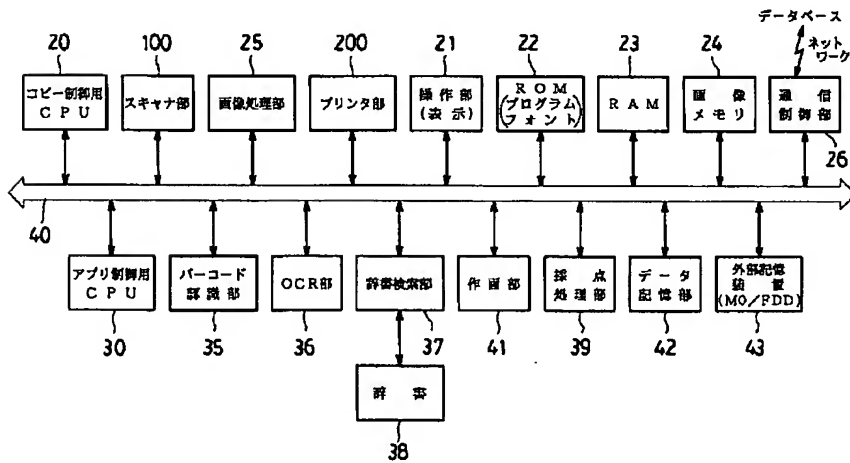 データベース
ネット
ワーク
20
100
25
200
21
22
23
24
コピー制御用
CPU
スキャナ部
画像処理部
プリンタ部
操作部
(表示)
ROM
(プログラム
フォント)
RAM
画像
メモリ
通信
制御部
26
40
アプリ制御用
CPU
バーコード
認識部
OCR部
辞書検索部
作画部
採点
処理部
データ
記憶部
外部記憶
装置
(MO/FDD)
30
35
36
37
41
39
42
43
辞書
38